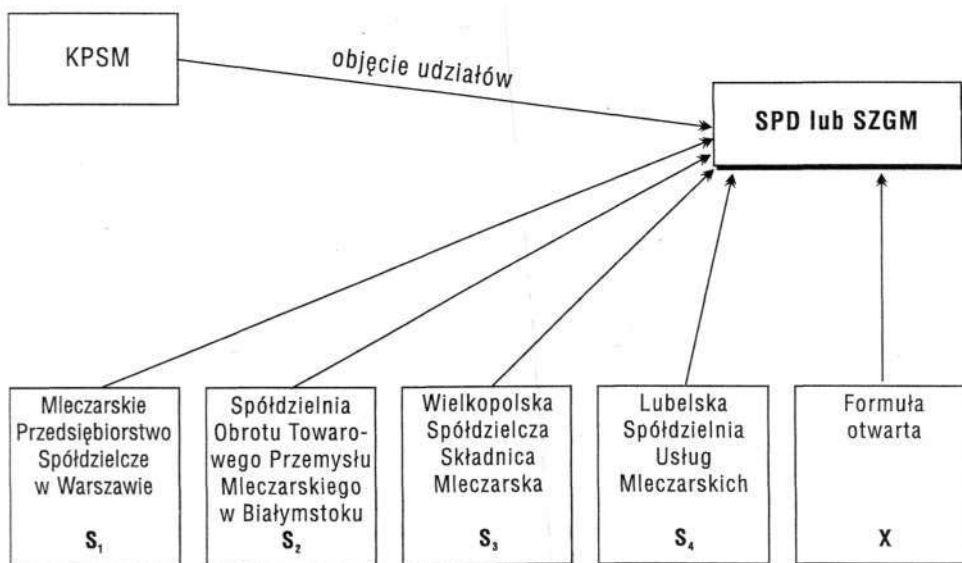 KPSM
objęcie udziałów
SPD lub SZGM
Mleczarskie
Przedsiębiorstwo
Spółdzielcze
w Warszawie
S₁
Spółdzielnia
Obrotu Towaro-
wego Przemysłu
Mleczarskiego
w Białymstoku
S₂
Wielkopolska
Spółdzielcza
Składnica
Mleczarska
S₃
Lubelska
Spółdzielnia
Usług
Mleczarskich
S₄
Formuła
otwarta
X